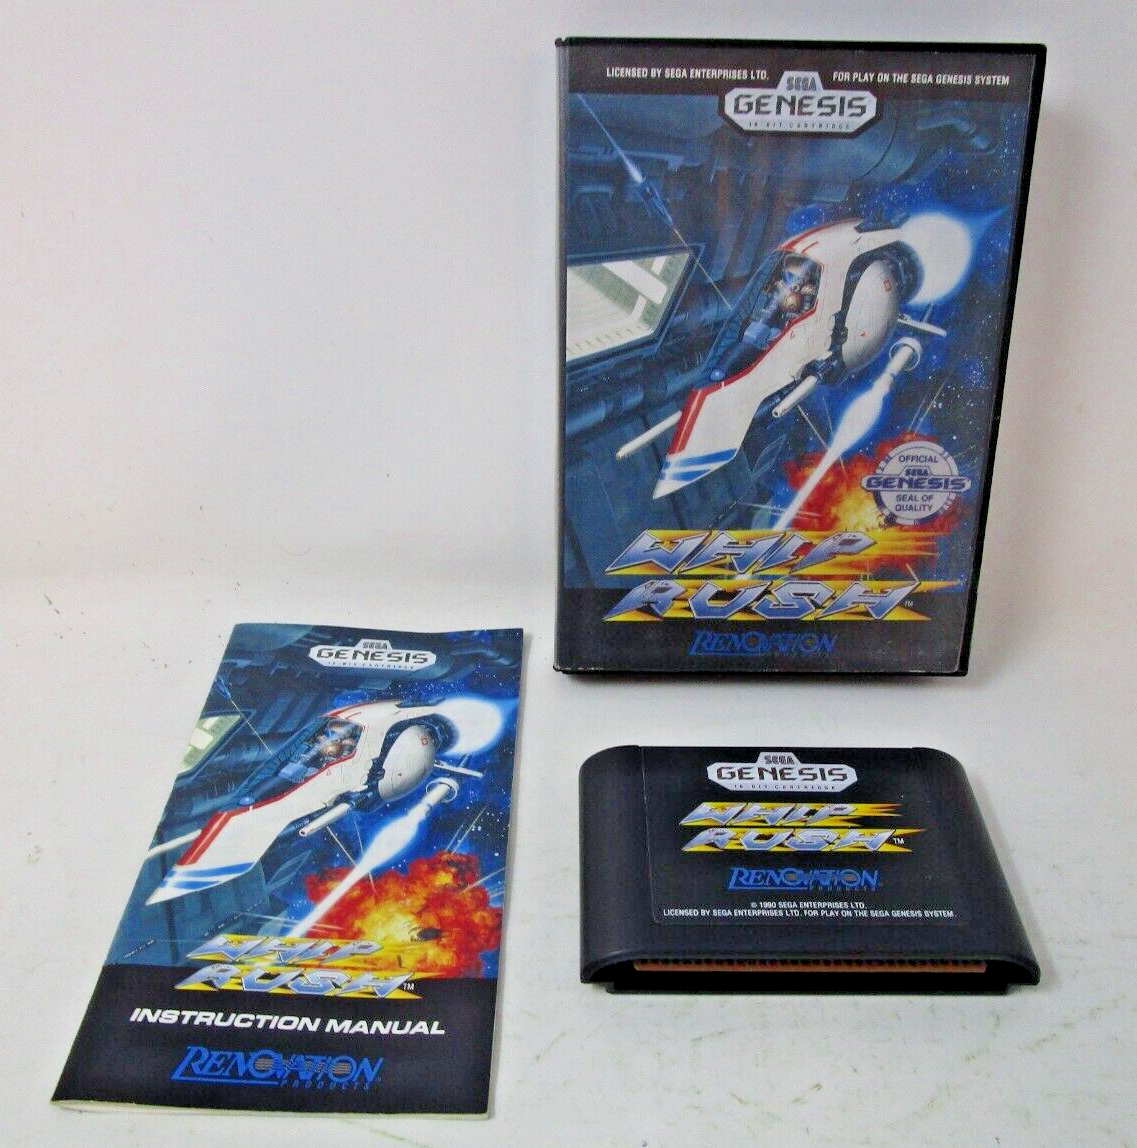 LICENSED BY SEGA ENTERPRISES LTD.
FOR PLAY ON THE SEGA GENESIS SYSTEM
SEGA
GENESIS
16-BIT CARTRIDGE
OFFICIAL
SEGA
GENESIS
SEAL OF
QUALITY
WHIP
RUSH™
RENOVATION
SEGA
GENESIS
16-BIT CARTRIDGE
WHIP
RUSH™
INSTRUCTION MANUAL
RENOVATION
PRODUCTS
SEGA
GENESIS
16-BIT CARTRIDGE
WHIP
RUSH™
RENOVATION
PRODUCTS
© 1990 SEGA ENTERPRISES LTD.
LICENSED BY SEGA ENTERPRISES LTD. FOR PLAY ON THE SEGA GENESIS SYSTEM.